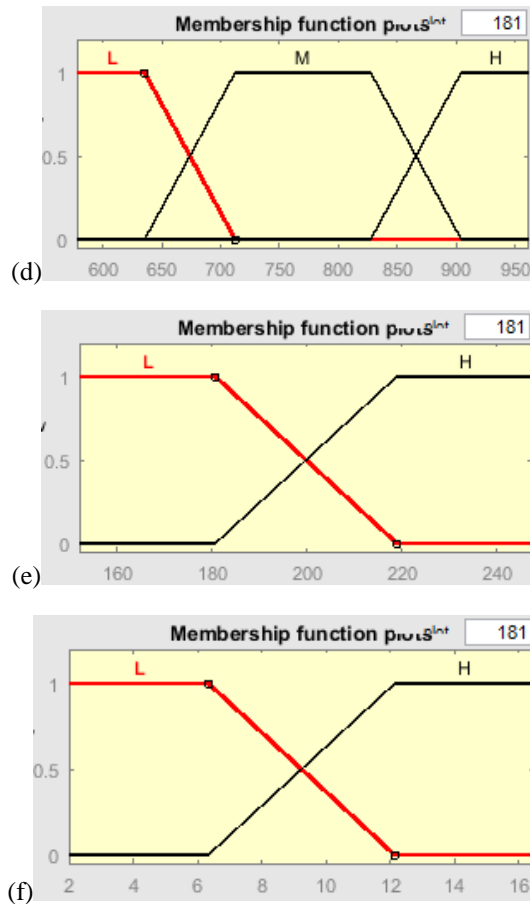 Membership function plots 181
L M H
1
0.5
0
600 650 700 750 800 850 900 950
(d)
Membership function plots 181
L H
1
0.5
0
160 180 200 220 240
(e)
Membership function plots 181
L H
1
0.5
0
2 4 6 8 10 12 14 16
(f)